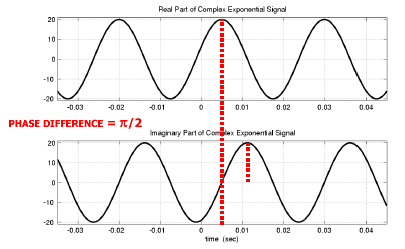 Real Part of Complex Exponential Signal
20
10
0
-10
-20
-0.03 -0.02 -0.01 0 0.01 0.02 0.03 0.04
PHASE DIFFERENCE = π/2
Imaginary Part of Complex Exponential Signal
20
10
0
-10
-20
-0.03 -0.02 -0.01 0 0.01 0.02 0.03 0.04
time (sec)